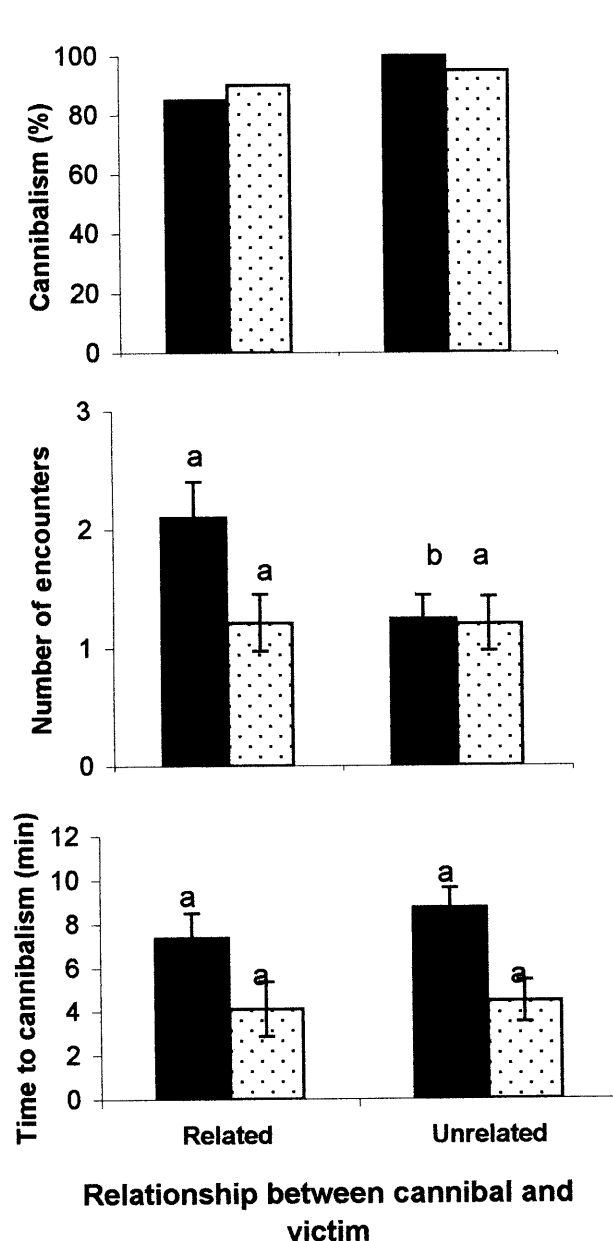 Cannibalism (%)
100
80
60
40
20
0
Number of encounters
3
2
1
0
a
a
b
a
Time to cannibalism (min)
12
10
8
6
4
2
0
a
a
a
a
Related
Unrelated
Relationship between cannibal and
victim